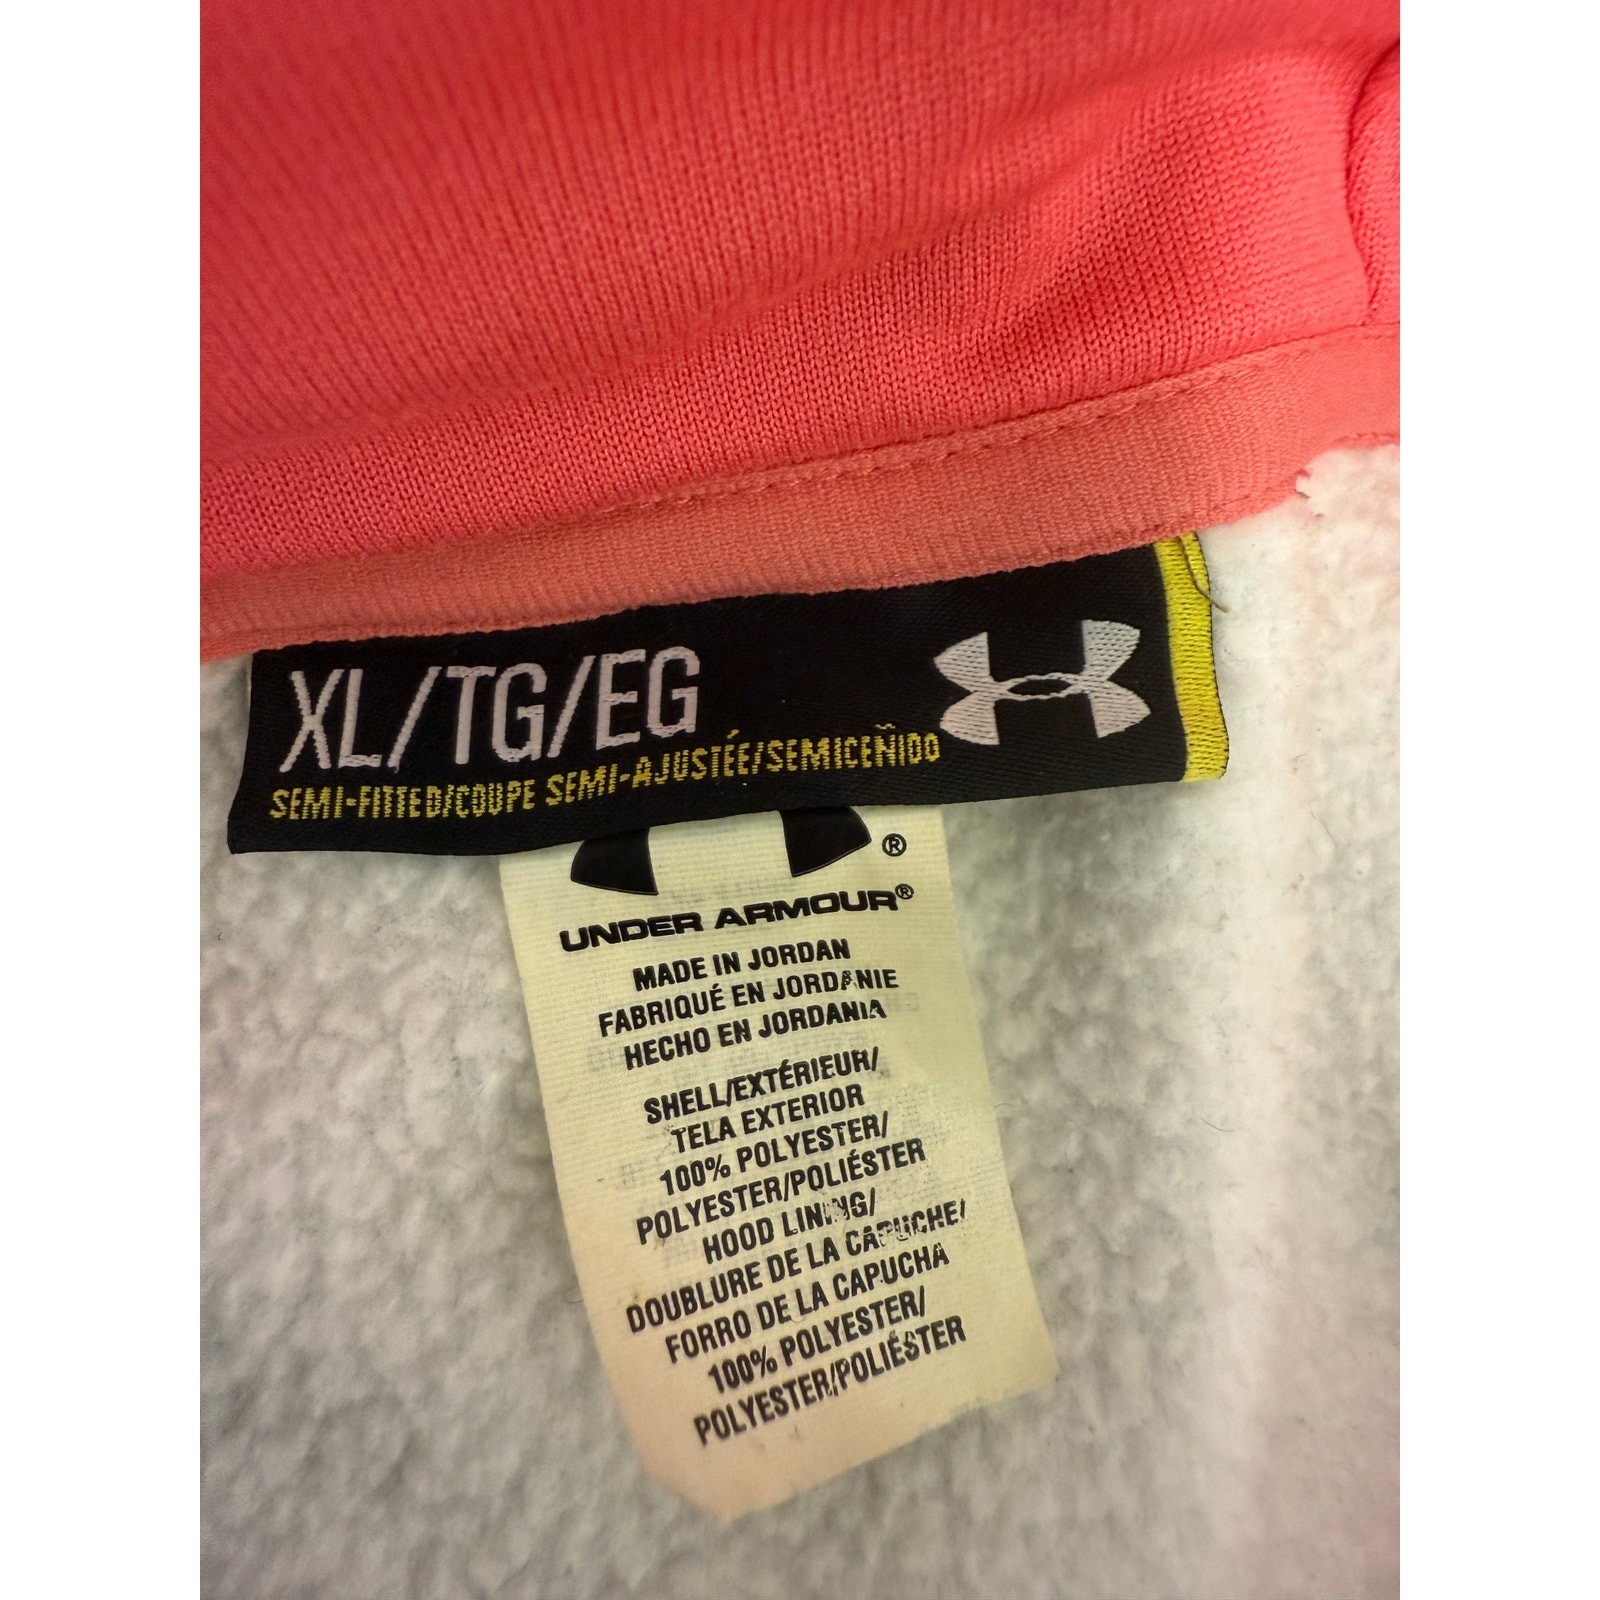 XL/TG/EG
SEMI-FITTED/COUPE SEMI-AJUSTÉE/SEMICEÑIDO
®
UNDER ARMOUR®
MADE IN JORDAN
FABRIQUÉ EN JORDANIE
HECHO EN JORDANIA
SHELL/EXTÉRIEUR/
TELA EXTERIOR
100% POLYESTER/
POLYESTER/POLIÉSTER
HOOD LINING/
DOUBLURE DE LA CAPUCHE/
FORRO DE LA CAPUCHA
100% POLYESTER/
POLYESTER/POLIÉSTER